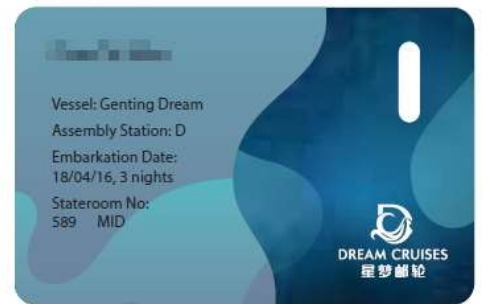 Vessel: Genting Dream
Assembly Station: D
Embarkation Date:
18/04/16, 3 nights
Stateroom No:
589 MID
DREAM CRUISES
星梦邮轮